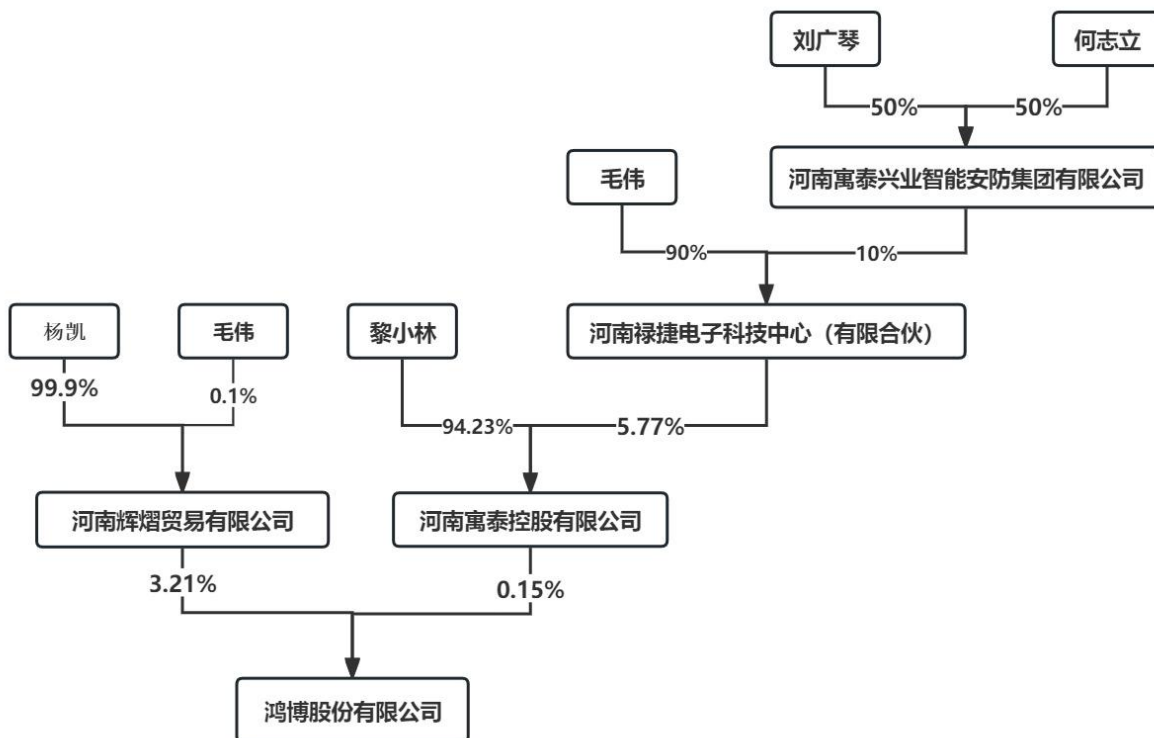 刘广琴
何志立
50%
50%
毛伟
河南寓泰兴业智能安防集团有限公司
90%
10%
杨凯
毛伟
黎小林
河南禄捷电子科技中心（有限合伙）
99.9%
0.1%
94.23%
5.77%
河南辉熠贸易有限公司
河南寓泰控股有限公司
3.21%
0.15%
鸿博股份有限公司